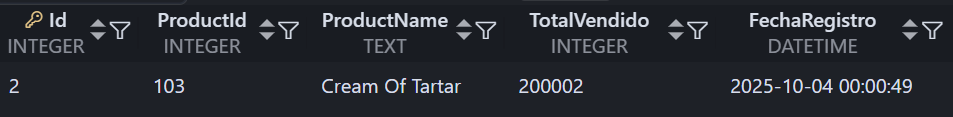 Id ProductId ProductName TotalVendido FechaRegistro
INTEGER INTEGER TEXT INTEGER DATETIME
2 103 Cream Of Tartar 200002 2025-10-04 00:00:49